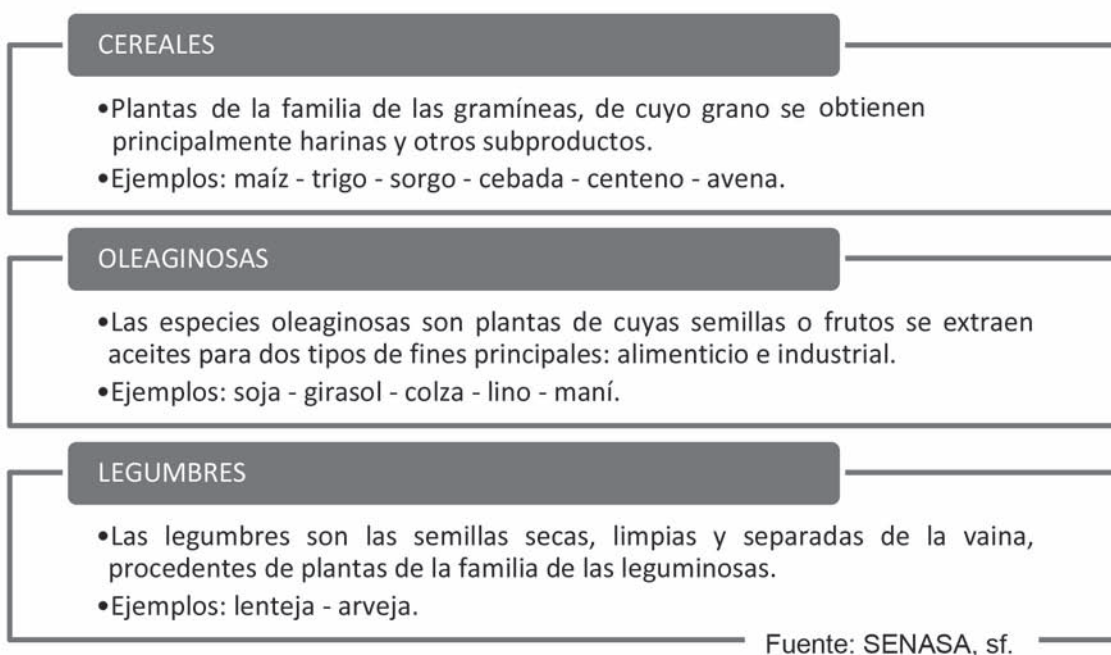 CEREALES
•Plantas de la familia de las gramíneas, de cuyo grano se obtienen
principalmente harinas y otros subproductos.
•Ejemplos: maíz - trigo - sorgo - cebada - centeno - avena.
OLEAGINOSAS
•Las especies oleaginosas son plantas de cuyas semillas o frutos se extraen
aceites para dos tipos de fines principales: alimenticio e industrial.
•Ejemplos: soja - girasol - colza - lino - maní.
LEGUMBRES
•Las legumbres son las semillas secas, limpias y separadas de la vaina,
procedentes de plantas de la familia de las leguminosas.
•Ejemplos: lenteja - arveja.
Fuente: SENASA, sf.